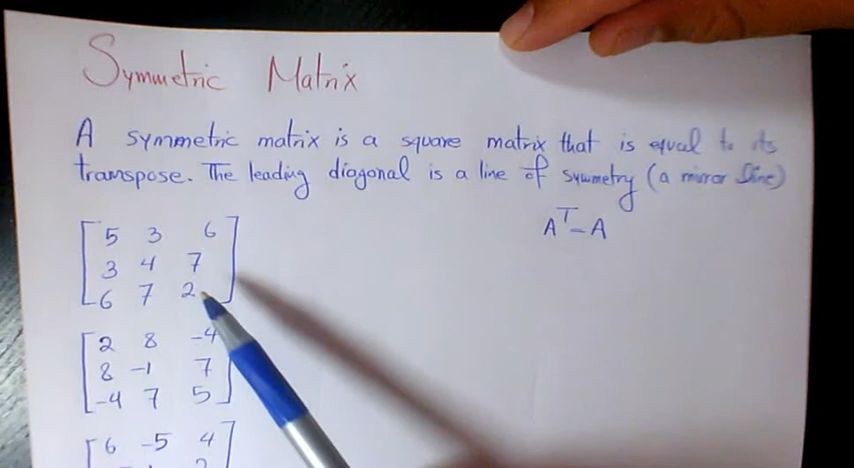 Symmetric Matrix
A symmetric matrix is a square matrix that is equal to its
transpose. The leading diagonal is a line of symmetry (a mirror line)
A^T = A
5 3 6
3 4 7
6 7 2
2 8 -4
8 -1 7
-4 7 5
6 -5 4